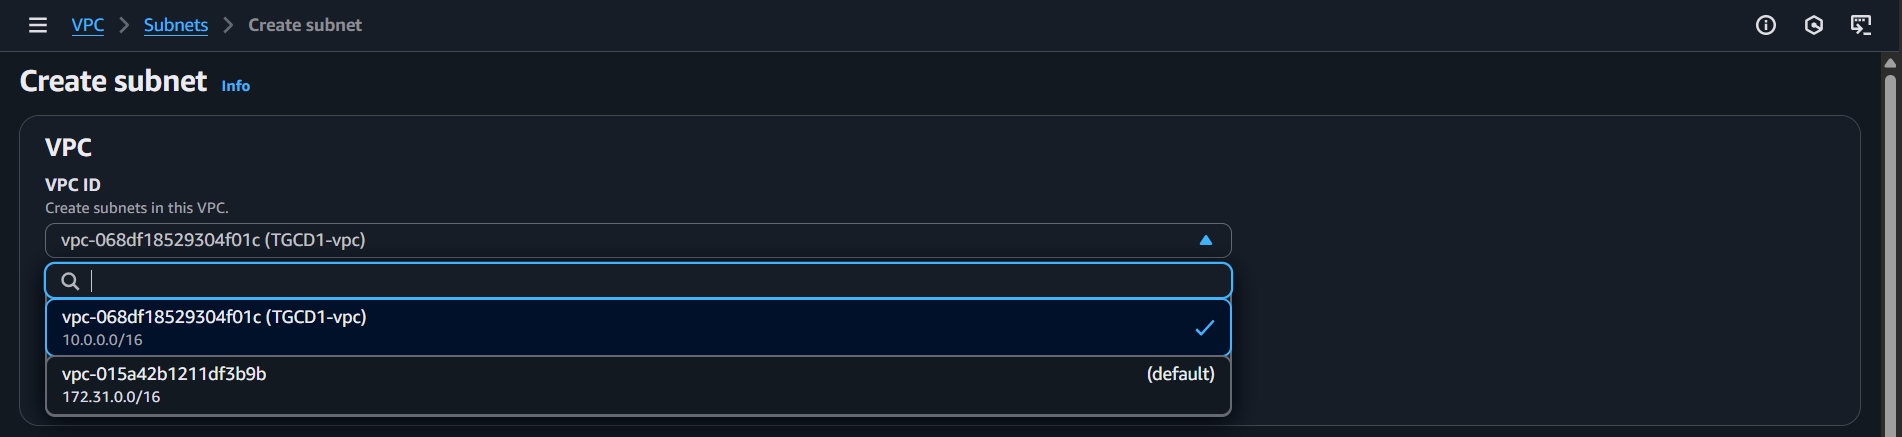 VPC > Subnets > Create subnet
Create subnet Info
VPC
VPC ID
Create subnets in this VPC.
vpc-068df18529304f01c (TGCD1-vpc)
vpc-068df18529304f01c (TGCD1-vpc)
10.0.0.0/16
vpc-015a42b1211df3b9b (default)
172.31.0.0/16